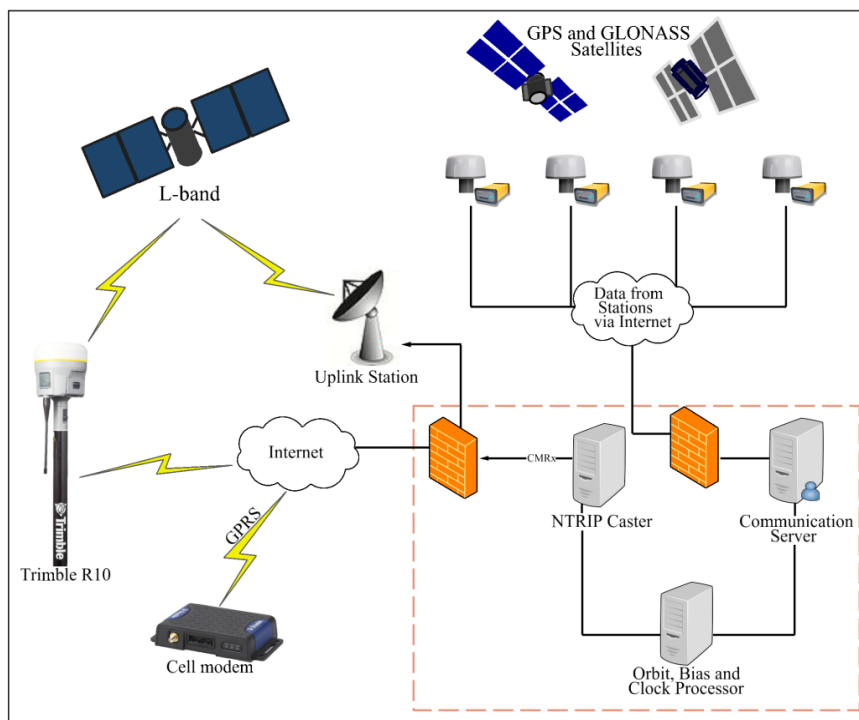 GPS and GLONASS
Satellites
L-band
Data from
Stations
via Internet
Uplink Station
Internet
CMRx
NTRIP Caster
Communication
Server
GPRS
Trimble
Trimble R10
Cell modem
Orbit, Bias and
Clock Processor